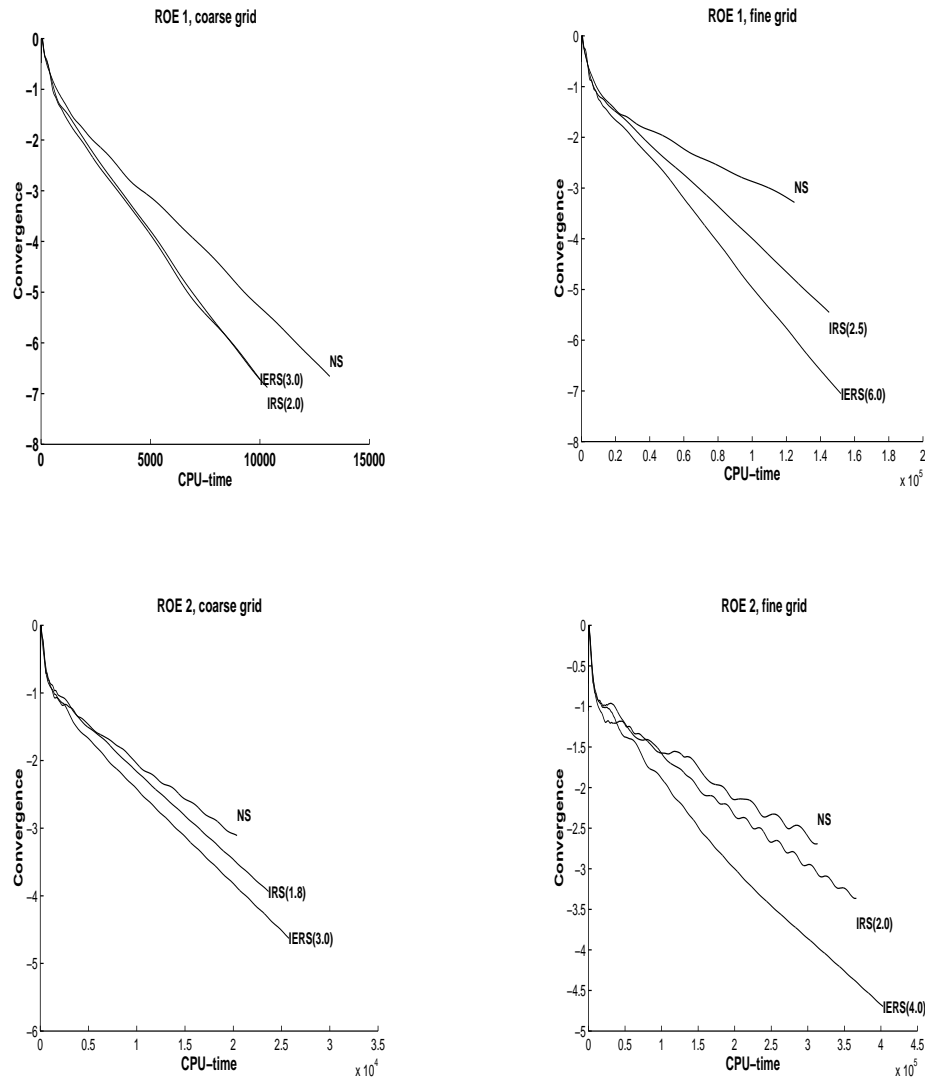 ROE 1, coarse grid
0
−1
−2
−3
−4
−5
−6
−7
−8
Convergence
NS
IERS(3.0)
IRS(2.0)
0 5000 10000 15000
CPU−time
ROE 1, fine grid
0
−1
−2
−3
−4
−5
−6
−7
−8
Convergence
NS
IRS(2.5)
IERS(6.0)
0 0.2 0.4 0.6 0.8 1 1.2 1.4 1.6 1.8 2
CPU−time
x 10^5
ROE 2, coarse grid
0
−1
−2
−3
−4
−5
−6
Convergence
NS
IRS(1.8)
IERS(3.0)
0 0.5 1 1.5 2 2.5 3 3.5
CPU−time
x 10^4
ROE 2, fine grid
0
−0.5
−1
−1.5
−2
−2.5
−3
−3.5
−4
−4.5
−5
Convergence
NS
IRS(2.0)
IERS(4.0)
0 0.5 1 1.5 2 2.5 3 3.5 4 4.5
CPU−time
x 10^5